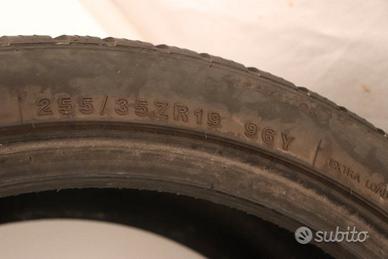 255/35ZR19 96Y
EXTRA LOAD
subito